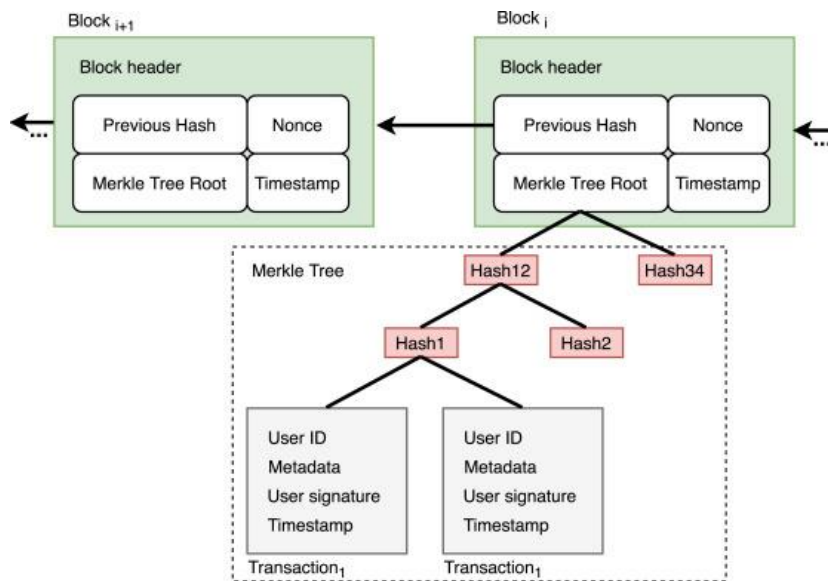 Block i+1
Block i
Block header
Block header
Previous Hash
Nonce
Previous Hash
Nonce
...
...
Merkle Tree Root
Timestamp
Merkle Tree Root
Timestamp
Merkle Tree
Hash12
Hash34
Hash1
Hash2
User ID
Metadata
User signature
Timestamp
User ID
Metadata
User signature
Timestamp
Transaction1
Transaction1